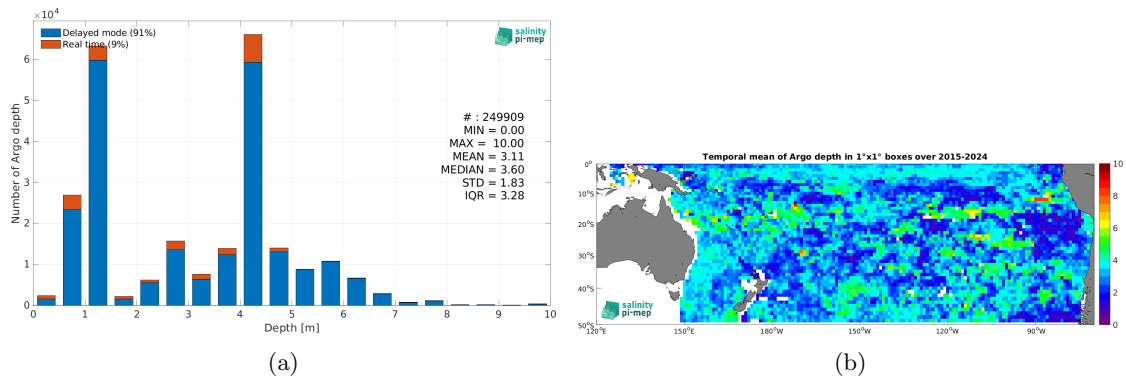 ×10⁴
Delayed mode (91%)
Real time (9%)
salinity
pi-mep
# : 249909
MIN = 0.00
MAX = 10.00
MEAN = 3.11
MEDIAN = 3.60
STD = 1.83
IQR = 3.28
Number of Argo depth
6
5
4
3
2
1
0
0 1 2 3 4 5 6 7 8 9 10
Depth [m]
(a)
Temporal mean of Argo depth in 1°x1° boxes over 2015-2024
0°
10°S
20°S
30°S
40°S
50°S
120°E 150°E 180°W 150°W 120°W 90°W
10
8
6
4
2
0
salinity
pi-mep
(b)